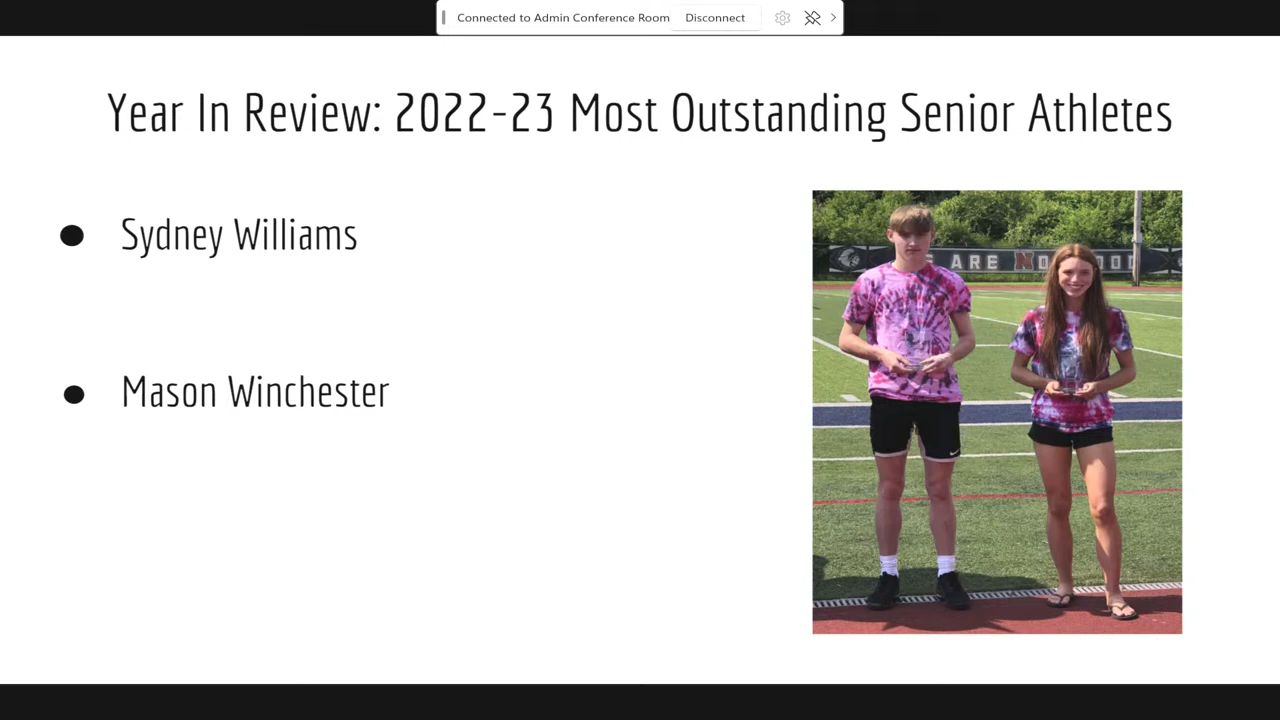 Connected to Admin Conference Room Disconnect
Year In Review: 2022-23 Most Outstanding Senior Athletes
● Sydney Williams
● Mason Winchester
ARE